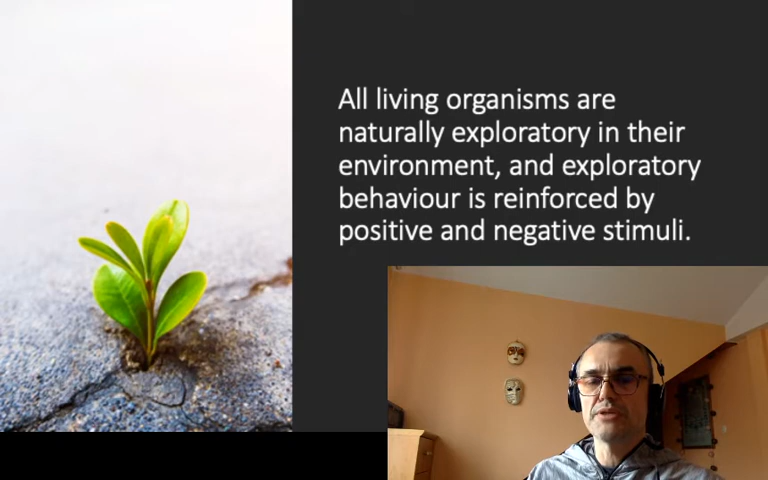 All living organisms are
naturally exploratory in their
environment, and exploratory
behaviour is reinforced by
positive and negative stimuli.